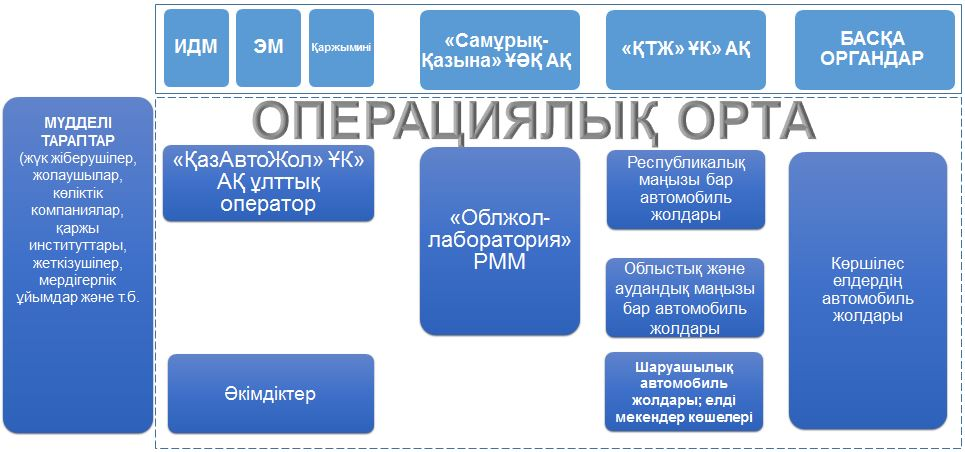 ИДМ
ЭМ
Қаржымині
«Самұрық-
Қазына» ҰӘҚ АҚ
«ҚТЖ» ҰК» АҚ
БАСҚА
ОРГАНДАР
МҮДДЕЛІ
ТАРАПТАР
(жүк жіберушілер,
жолаушылар,
көліктік
компаниялар,
қаржы
институттары,
жеткізушілер,
мердігерлік
ұйымдар және т.б.
ОПЕРАЦИЯЛЫҚ ОРТА
«ҚазАвтоЖол» ҰК»
АҚ ұлттық
оператор
Әкімдіктер
«Облжол-
лаборатория»
РММ
Республикалық
маңызы бар
автомобиль
жолдары
Облыстық және
аудандық маңызы
бар автомобиль
жолдары
Шаруашылық
автомобиль
жолдары; елді
мекендер көшелері
Көршілес
елдердің
автомобиль
жолдары